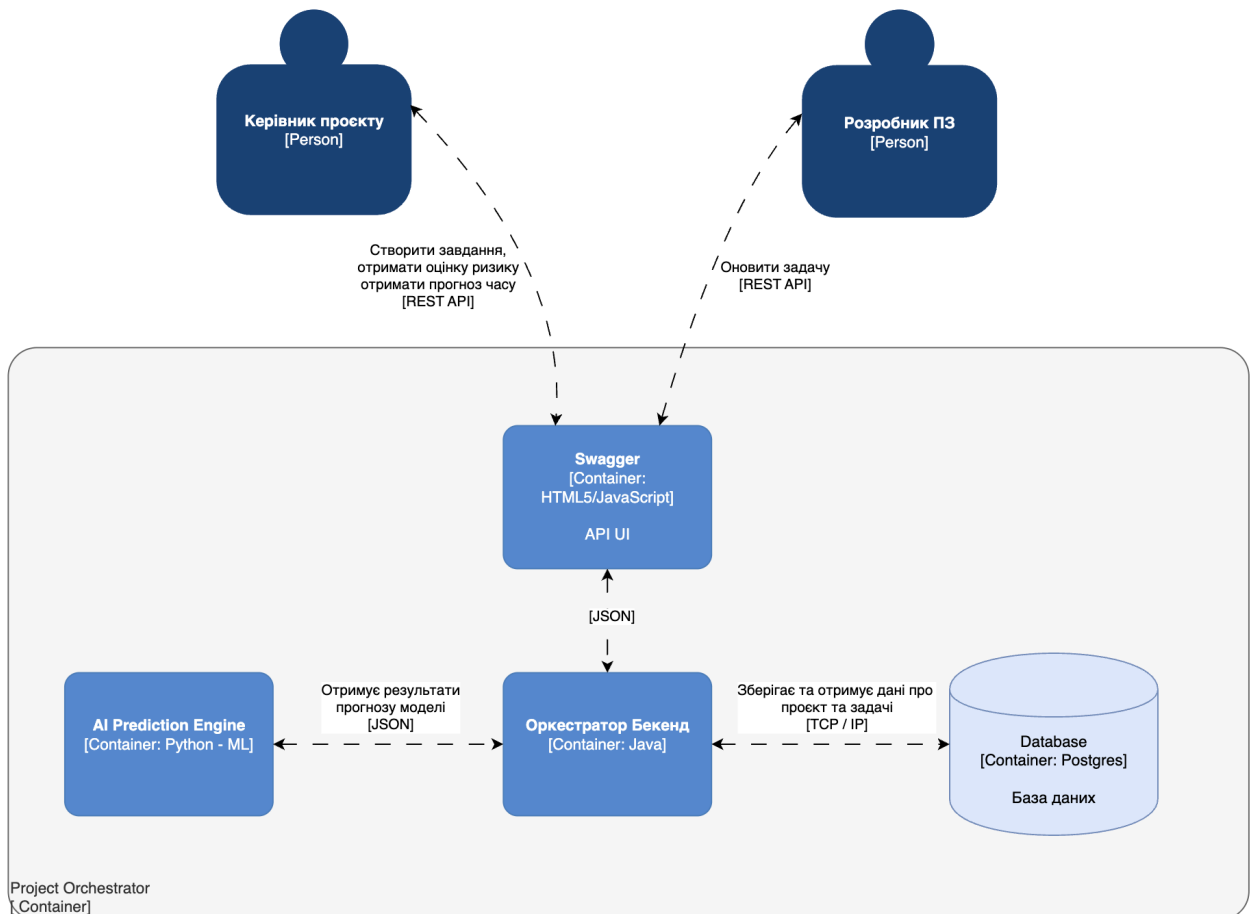 Керівник проєкту
[Person]
Розробник ПЗ
[Person]
Створити завдання,
отримати оцінку ризику
отримати прогноз часу
[REST API]
Оновити задачу
[REST API]
Swagger
[Container:
HTML5/JavaScript]
API UI
[JSON]
AI Prediction Engine
[Container: Python - ML]
Отримує результати
прогнозу моделі
[JSON]
Оркестратор Бекенд
[Container: Java]
Зберігає та отримує дані про
проєкт та задачі
[TCP / IP]
Database
[Container: Postgres]
База даних
Project Orchestrator
[ Container]